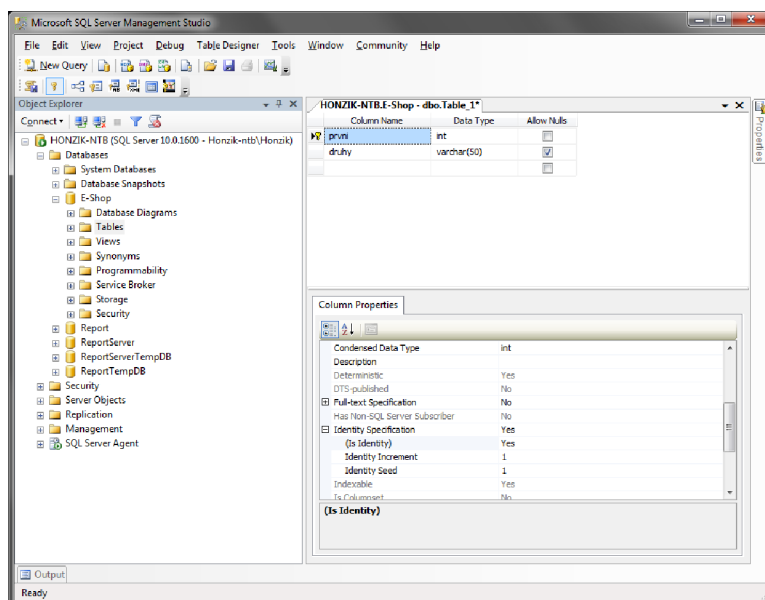 Microsoft SQL Server Management Studio
File Edit View Project Debug Table Designer Tools Window Community Help
New Query
Object Explorer
Connect
HONZIK-NTB (SQL Server 10.0.1600 - Honzik-ntb\Honzik)
Databases
System Databases
Database Snapshots
E-Shop
Database Diagrams
Tables
Views
Synonyms
Programmability
Service Broker
Storage
Security
Report
ReportServer
ReportServerTempDB
ReportTempDB
Security
Server Objects
Replication
Management
SQL Server Agent
HONZIK-NTB.E-Shop - dbo.Table_1*
Column Name Data Type Allow Nulls
prvni int
druhy varchar(50)
Column Properties
Condensed Data Type int
Description
Deterministic Yes
DTS-published No
Full-text Specification No
Has Non-SQL Server Subscriber No
Identity Specification Yes
(Is Identity) Yes
Identity Increment 1
Identity Seed 1
Indexable Yes
Is Columnset No
(Is Identity)
Properties
Output
Ready